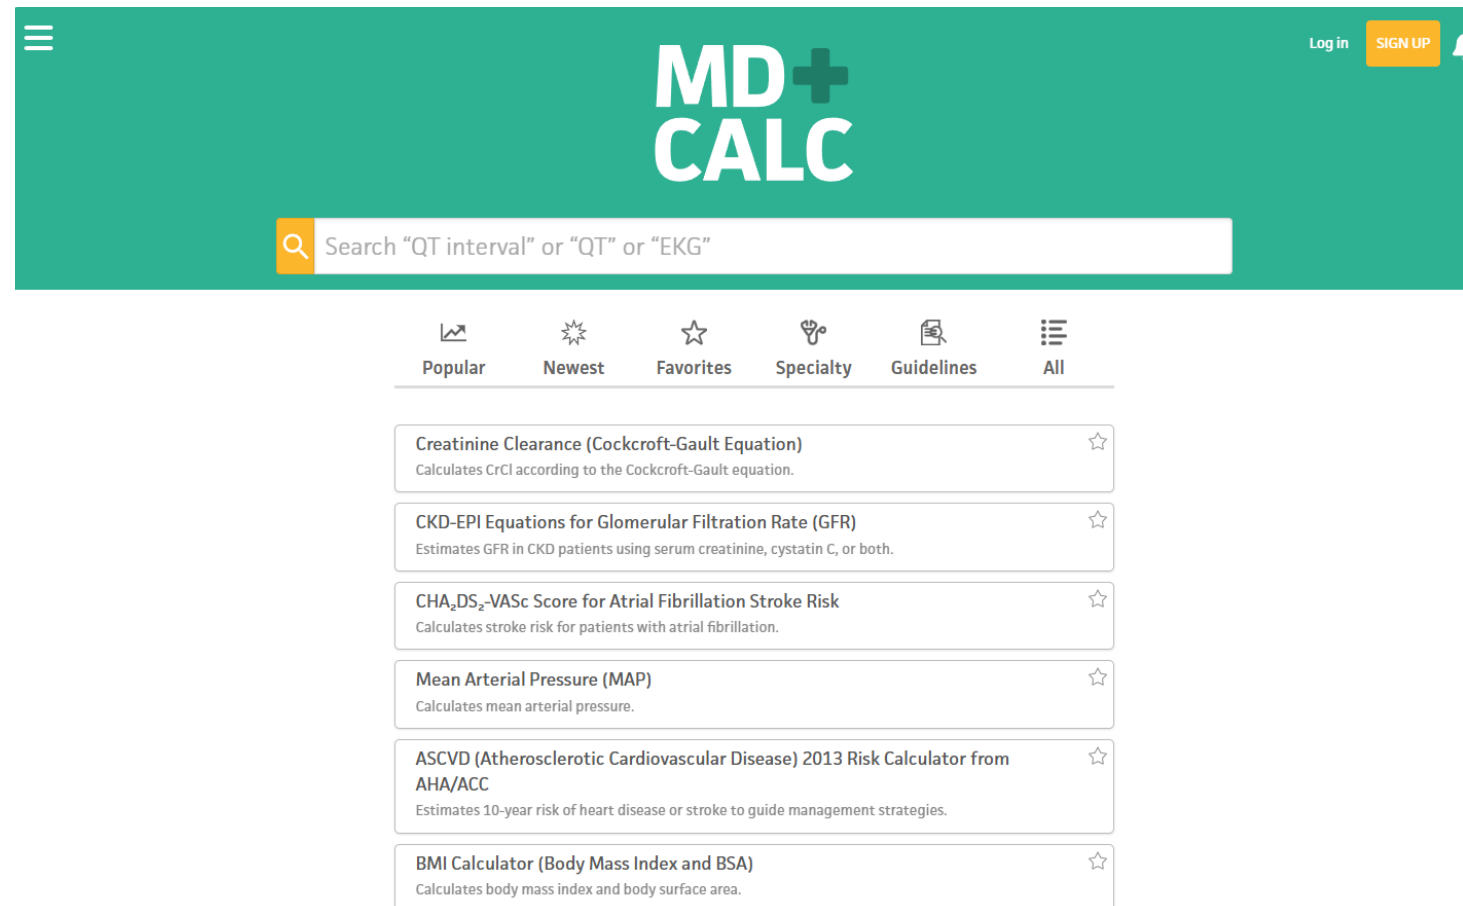 Log in
SIGN UP
MD
CALC
Search “QT interval” or “QT” or “EKG”
Popular
Newest
Favorites
Specialty
Guidelines
All
Creatinine Clearance (Cockcroft-Gault Equation)
Calculates CrCl according to the Cockcroft-Gault equation.
CKD-EPI Equations for Glomerular Filtration Rate (GFR)
Estimates GFR in CKD patients using serum creatinine, cystatin C, or both.
CHA₂DS₂-VASc Score for Atrial Fibrillation Stroke Risk
Calculates stroke risk for patients with atrial fibrillation.
Mean Arterial Pressure (MAP)
Calculates mean arterial pressure.
ASCVD (Atherosclerotic Cardiovascular Disease) 2013 Risk Calculator from
AHA/ACC
Estimates 10-year risk of heart disease or stroke to guide management strategies.
BMI Calculator (Body Mass Index and BSA)
Calculates body mass index and body surface area.